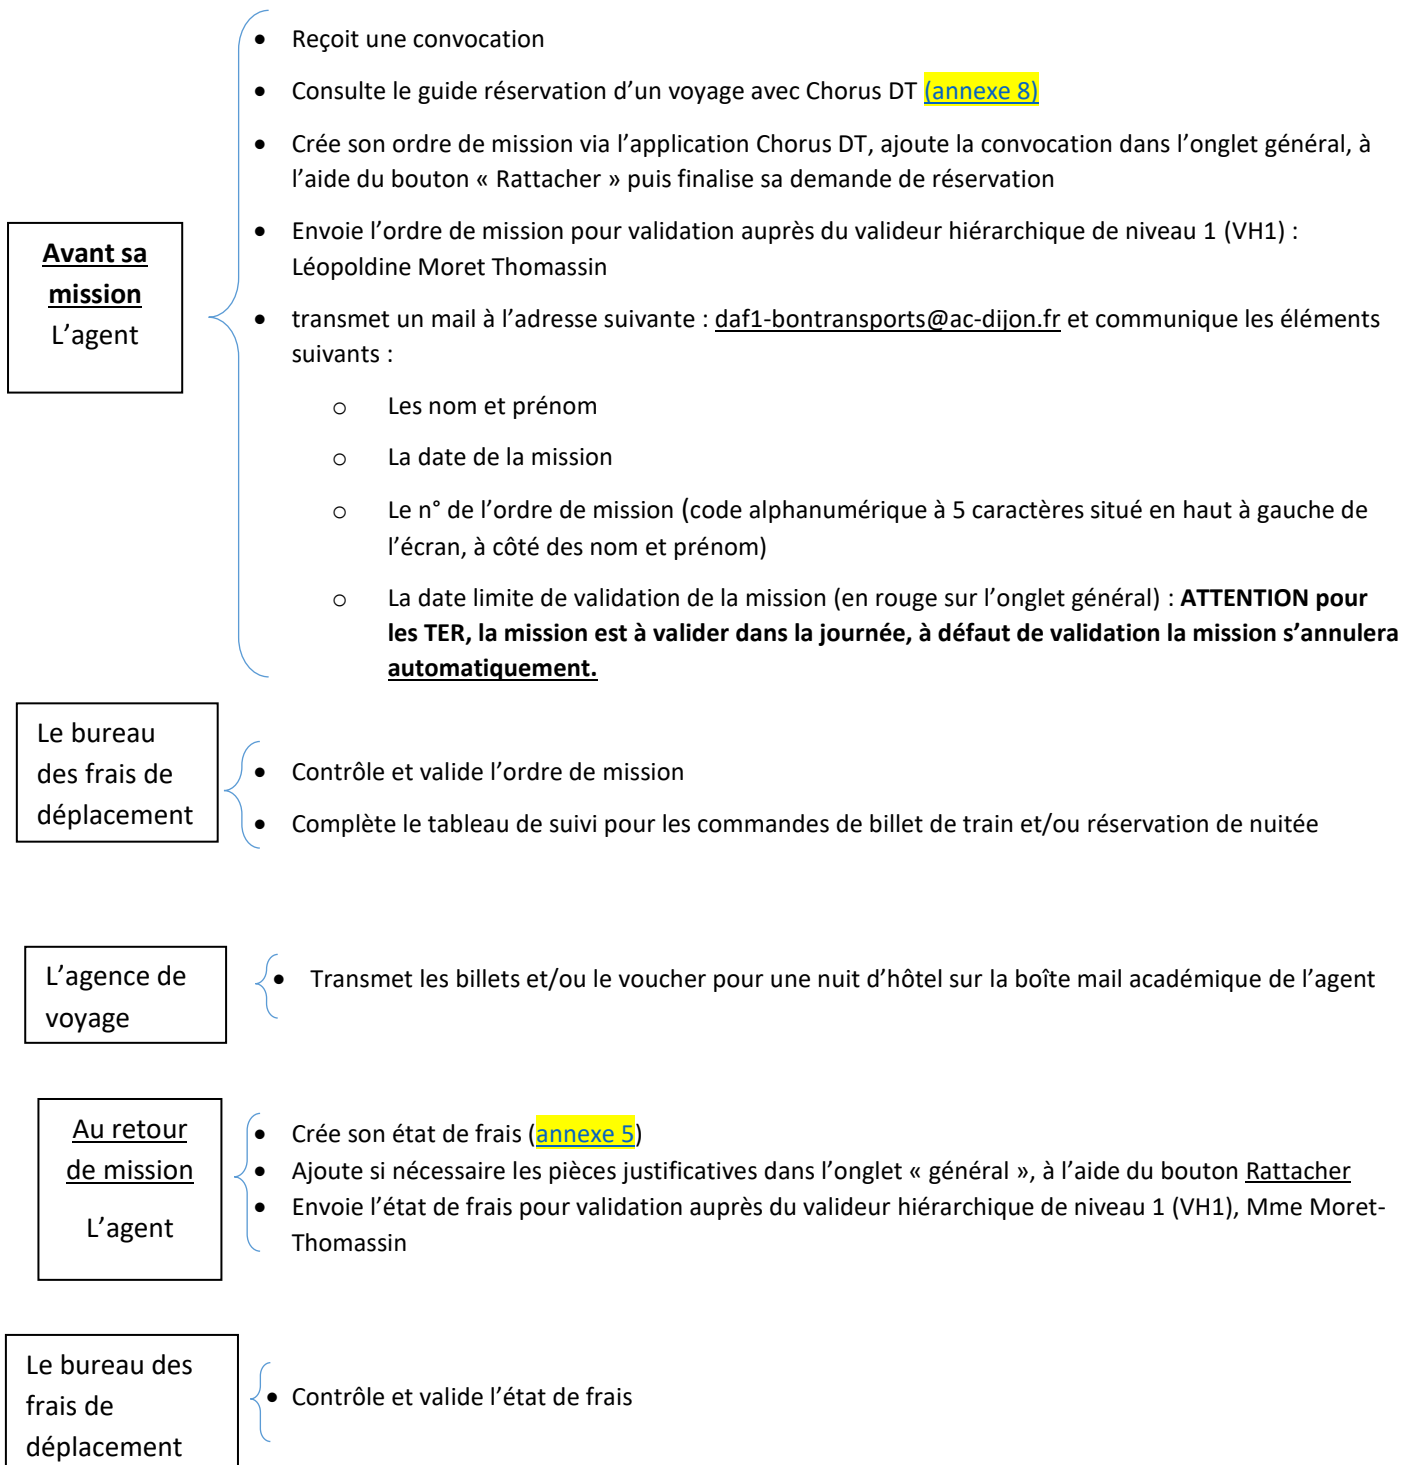 • Reçoit une convocation
• Consulte le guide réservation d’un voyage avec Chorus DT (annexe 8)
• Crée son ordre de mission via l’application Chorus DT, ajoute la convocation dans l’onglet général, à
l’aide du bouton « Rattacher » puis finalise sa demande de réservation
Avant sa
mission
L’agent
• Envoie l’ordre de mission pour validation auprès du valideur hiérarchique de niveau 1 (VH1) :
Léopoldine Moret Thomassin
• transmet un mail à l’adresse suivante : daf1-bontransports@ac-dijon.fr et communique les éléments
suivants :
o Les nom et prénom
o La date de la mission
o Le n° de l’ordre de mission (code alphanumérique à 5 caractères situé en haut à gauche de
l’écran, à côté des nom et prénom)
o La date limite de validation de la mission (en rouge sur l’onglet général) : ATTENTION pour
les TER, la mission est à valider dans la journée, à défaut de validation la mission s’annulera
automatiquement.
Le bureau
des frais de
déplacement
• Contrôle et valide l’ordre de mission
• Complète le tableau de suivi pour les commandes de billet de train et/ou réservation de nuitée
L’agence de
voyage
• Transmet les billets et/ou le voucher pour une nuit d’hôtel sur la boîte mail académique de l’agent
Au retour
de mission
L’agent
• Crée son état de frais (annexe 5)
• Ajoute si nécessaire les pièces justificatives dans l’onglet « général », à l’aide du bouton Rattacher
• Envoie l’état de frais pour validation auprès du valideur hiérarchique de niveau 1 (VH1), Mme Moret-
Thomassin
Le bureau des
frais de
déplacement
• Contrôle et valide l’état de frais